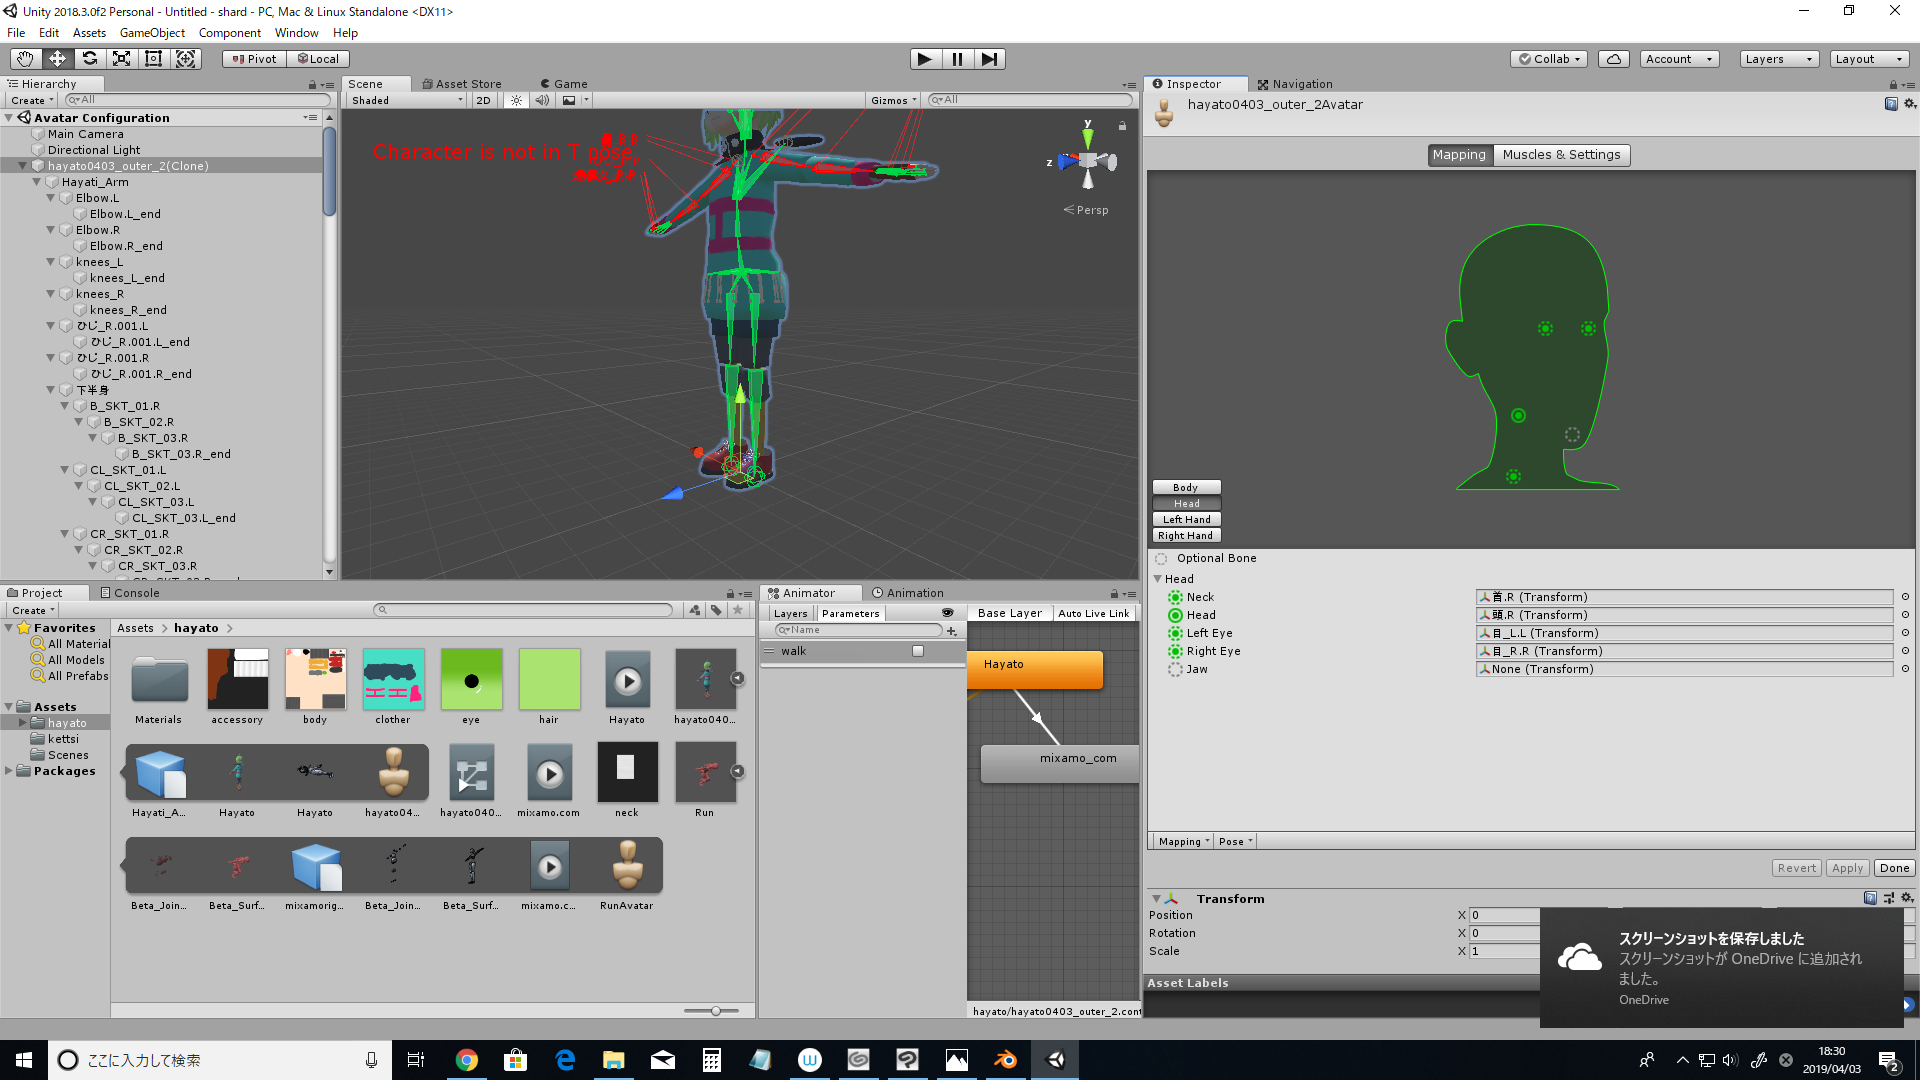 Unity 2018.3.0f2 Personal - Untitled - shard - PC, Mac & Linux Standalone <DX11>
File Edit Assets GameObject Component Window Help
Pivot Local Collab Account Layers Layout
Hierarchy
Create All
Avatar Configuration
Main Camera
Directional Light
hayato0403_outer_2(Clone)
Hayati_Arm
Elbow.L
Elbow.L_end
Elbow.R
Elbow.R_end
knees_L
knees_L_end
knees_R
knees_R_end
ひじ_R.001.L
ひじ_R.001.L_end
ひじ_R.001.R
ひじ_R.001.R_end
下半身
B_SKT_01.R
B_SKT_02.R
B_SKT_03.R
B_SKT_03.R_end
CL_SKT_01.L
CL_SKT_02.L
CL_SKT_03.L
CL_SKT_03.L_end
CR_SKT_01.R
CR_SKT_02.R
CR_SKT_03.R
Scene Asset Store Game
Shaded 2D Gizmos All
Character is not in T pose
y
z
Persp
Inspector Navigation
hayato0403_outer_2Avatar
Mapping Muscles & Settings
Body
Head
Left Hand
Right Hand
Optional Bone
Head
Neck 首.R (Transform)
Head 頭.R (Transform)
Left Eye 目_L.L (Transform)
Right Eye 目_R.R (Transform)
Jaw None (Transform)
Mapping Pose
Revert Apply Done
Transform
Position X 0
Rotation X 0
Scale X 1
Asset Labels
スクリーンショットを保存しました
スクリーンショットが OneDrive に追加され
ました。
OneDrive
Project Console
Create
Favorites
All Material
All Models
All Prefabs
Assets
hayato
kettsi
Scenes
Packages
Assets hayato
Materials accessory body clother eye hair Hayato hayato040...
Hayati_A... Hayato Hayato hayato04... hayato040... mixamo.com neck Run
Beta_Join... Beta_Surf... mixamorig... Beta_Join... Beta_Surf... mixamo.c... RunAvatar
Animator Animation
Layers Parameters Base Layer Auto Live Link
Name
walk
Hayato
mixamo_com
hayato/hayato0403_outer_2.cont
ここに入力して検索
18:30
2019/04/03
2